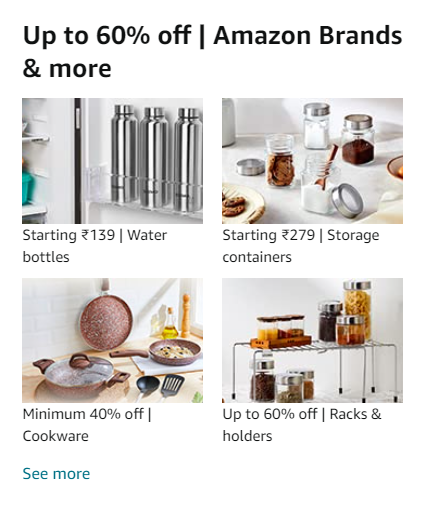 Up to 60% off | Amazon Brands
& more
Starting ₹139 | Water
bottles
Starting ₹279 | Storage
containers
Minimum 40% off |
Cookware
Up to 60% off | Racks &
holders
See more